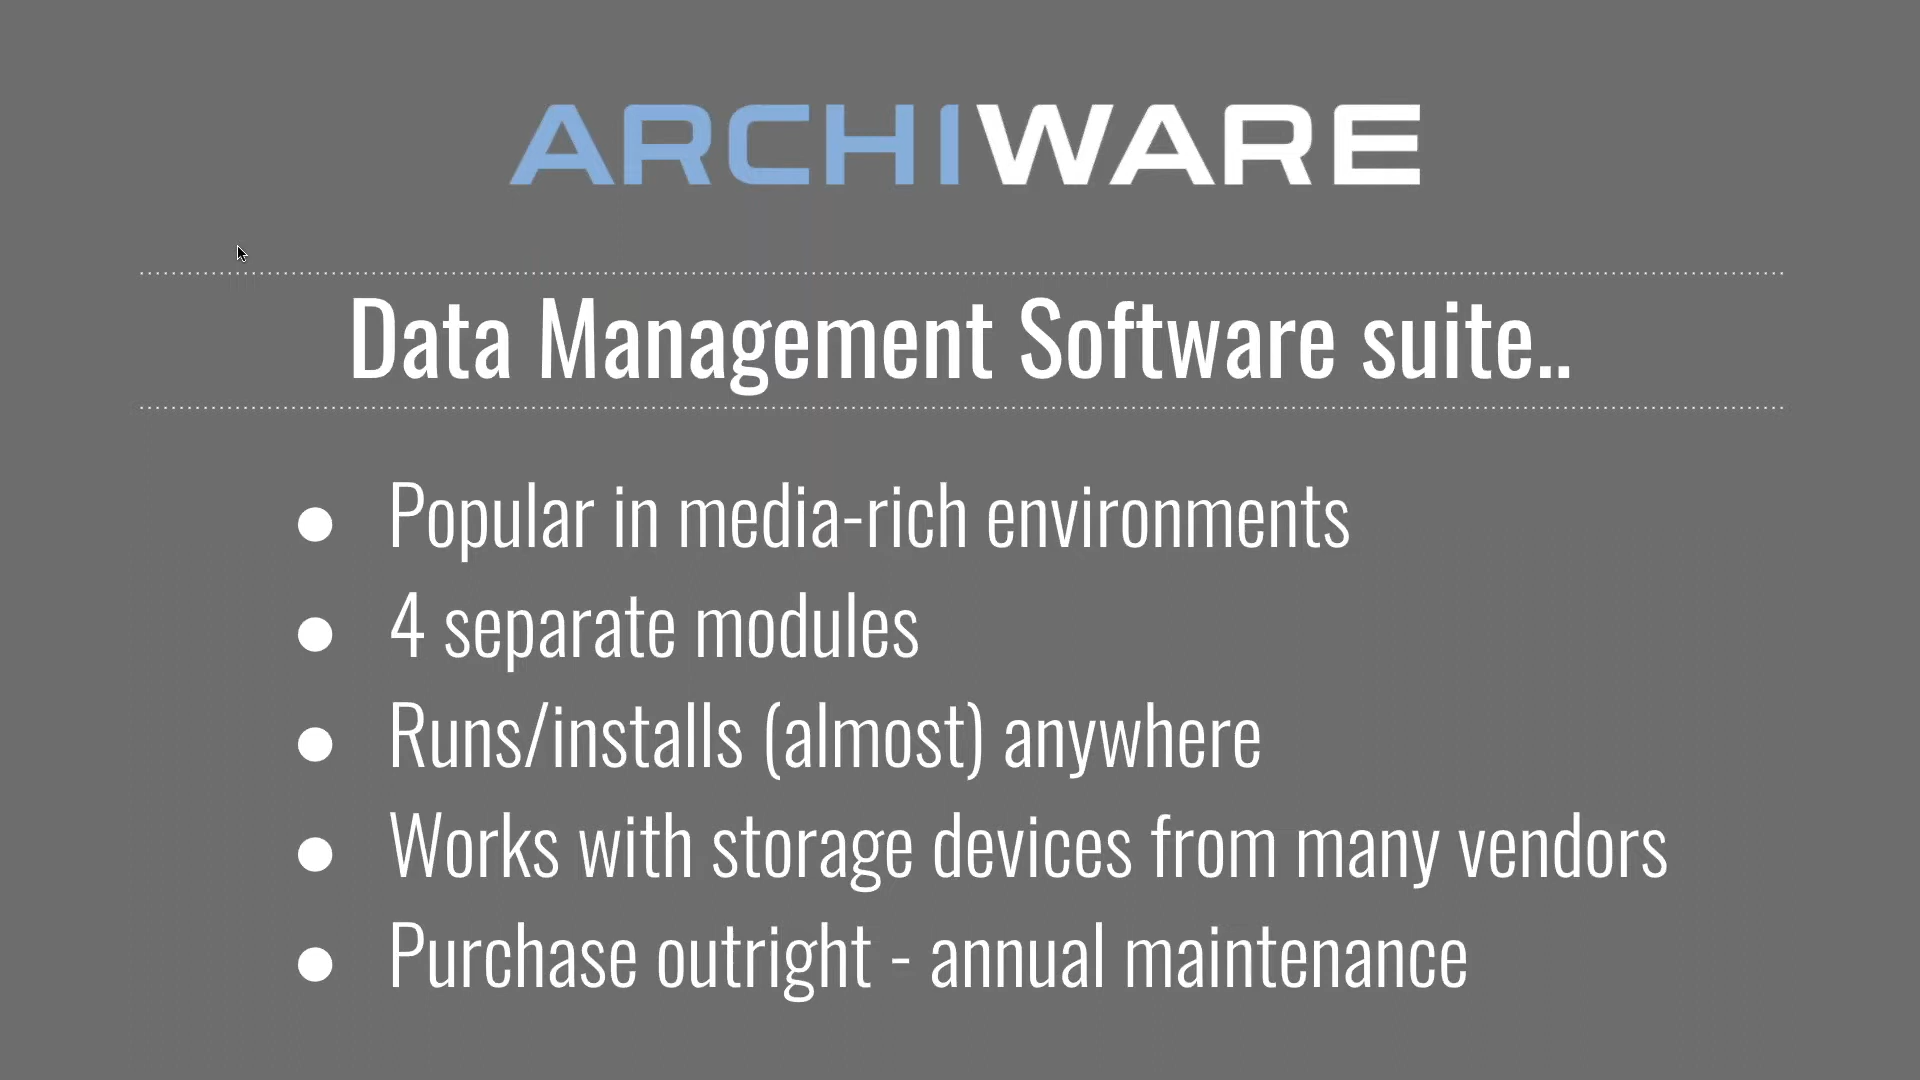 ARCHIWARE
Data Management Software suite..
● Popular in media-rich environments
● 4 separate modules
● Runs/installs (almost) anywhere
● Works with storage devices from many vendors
● Purchase outright - annual maintenance